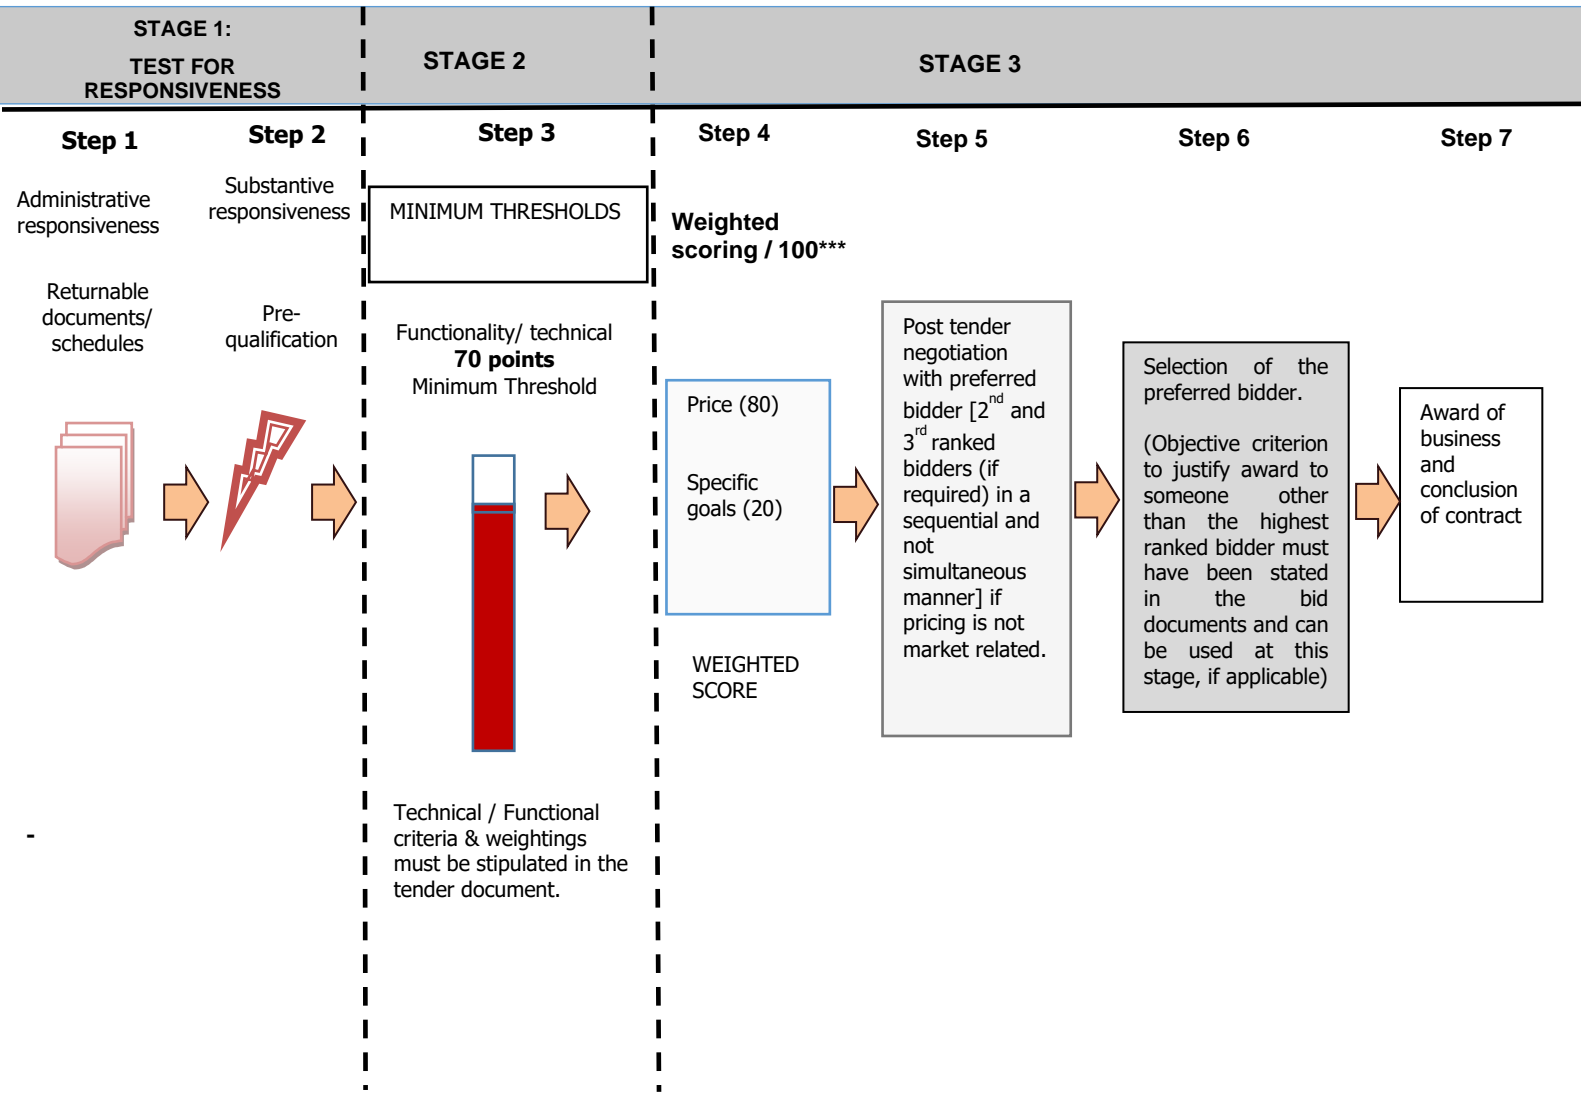 STAGE 1:
TEST FOR
RESPONSIVENESS
STAGE 2
STAGE 3
Step 1
Step 2
Step 3
Step 4
Step 5
Step 6
Step 7
Administrative
responsiveness
Returnable
documents/
schedules
Substantive
responsiveness
Pre-
qualification
MINIMUM THRESHOLDS
Functionality/ technical
70 points
Minimum Threshold
Technical / Functional
criteria & weightings
must be stipulated in the
tender document.
Weighted
scoring / 100***
Price (80)
Specific
goals (20)
WEIGHTED
SCORE
Post tender
negotiation
with preferred
bidder [2nd and
3rd ranked
bidders (if
required) in a
sequential and
not
simultaneous
manner] if
pricing is not
market related.
Selection of the
preferred bidder.
(Objective criterion
to justify award to
someone other
than the highest
ranked bidder must
have been stated
in the bid
documents and can
be used at this
stage, if applicable)
Award of
business
and
conclusion
of contract
-